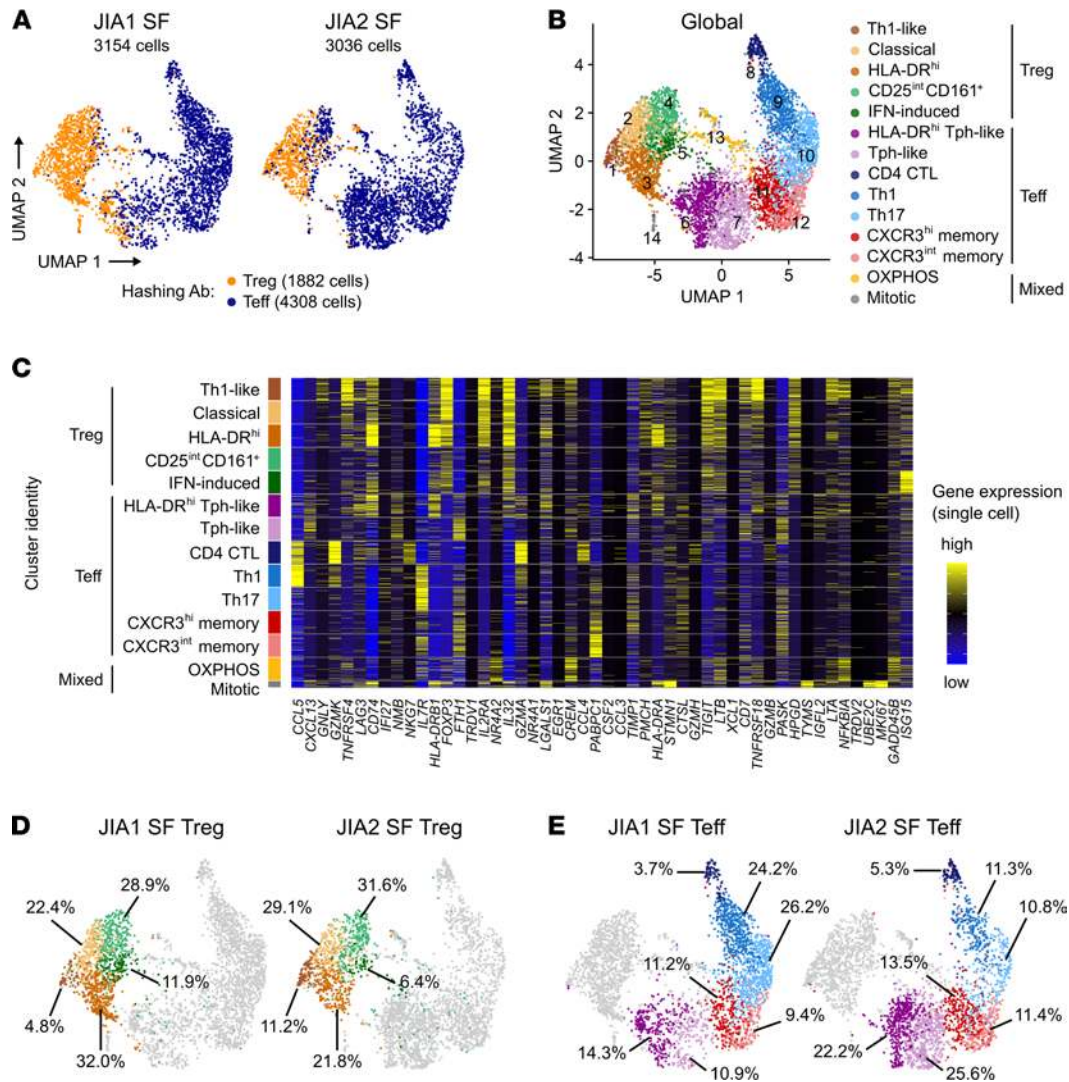 A
JIA1 SF
3154 cells
JIA2 SF
3036 cells
UMAP 2
UMAP 1
Hashing Ab:
Treg (1882 cells)
Teff (4308 cells)
B
Global
UMAP 2
4
2
0
-2
-4
-5
0
5
UMAP 1
1
2
3
4
5
6
7
8
9
10
11
12
13
14
Th1-like
Classical
HLA-DRhi
CD25int CD161+
IFN-induced
HLA-DRhi Tph-like
Tph-like
CD4 CTL
Th1
Th17
CXCR3hi memory
CXCR3int memory
OXPHOS
Mitotic
Treg
Teff
Mixed
C
Cluster identity
Treg
Teff
Mixed
Th1-like
Classical
HLA-DRhi
CD25intCD161+
IFN-induced
HLA-DRhi Tph-like
Tph-like
CD4 CTL
Th1
Th17
CXCR3hi memory
CXCR3int memory
OXPHOS
Mitotic
CCL5
CXCL13
GNLY
GZMK
TNFRSF4
LAG3
CD74
IFI27
NMB
NKG7
IL7R
HLA-DRB1
FOXP3
FTH1
TRDV1
IL2RA
NR4A2
IL32
GZMA
NR4A1
LGALS1
EGR1
CREM
CCL4
PABPC1
CSF2
CCL3
TIMP1
PMCH
HLA-DRA
STMN1
CTSL
GZMH
TIGIT
LTB
XCL1
CD7
TNFRSF18
GZMB
PASK
HPGD
TYMS
IGFL2
LTA
NFKBIA
TRDV2
UBE2C
MKI67
GADD45B
ISG15
Gene expression
(single cell)
high
low
D
JIA1 SF Treg
28.9%
22.4%
11.9%
4.8%
32.0%
JIA2 SF Treg
31.6%
29.1%
6.4%
11.2%
21.8%
E
JIA1 SF Teff
3.7%
24.2%
26.2%
11.2%
9.4%
14.3%
10.9%
JIA2 SF Teff
5.3%
11.3%
10.8%
13.5%
11.4%
22.2%
25.6%